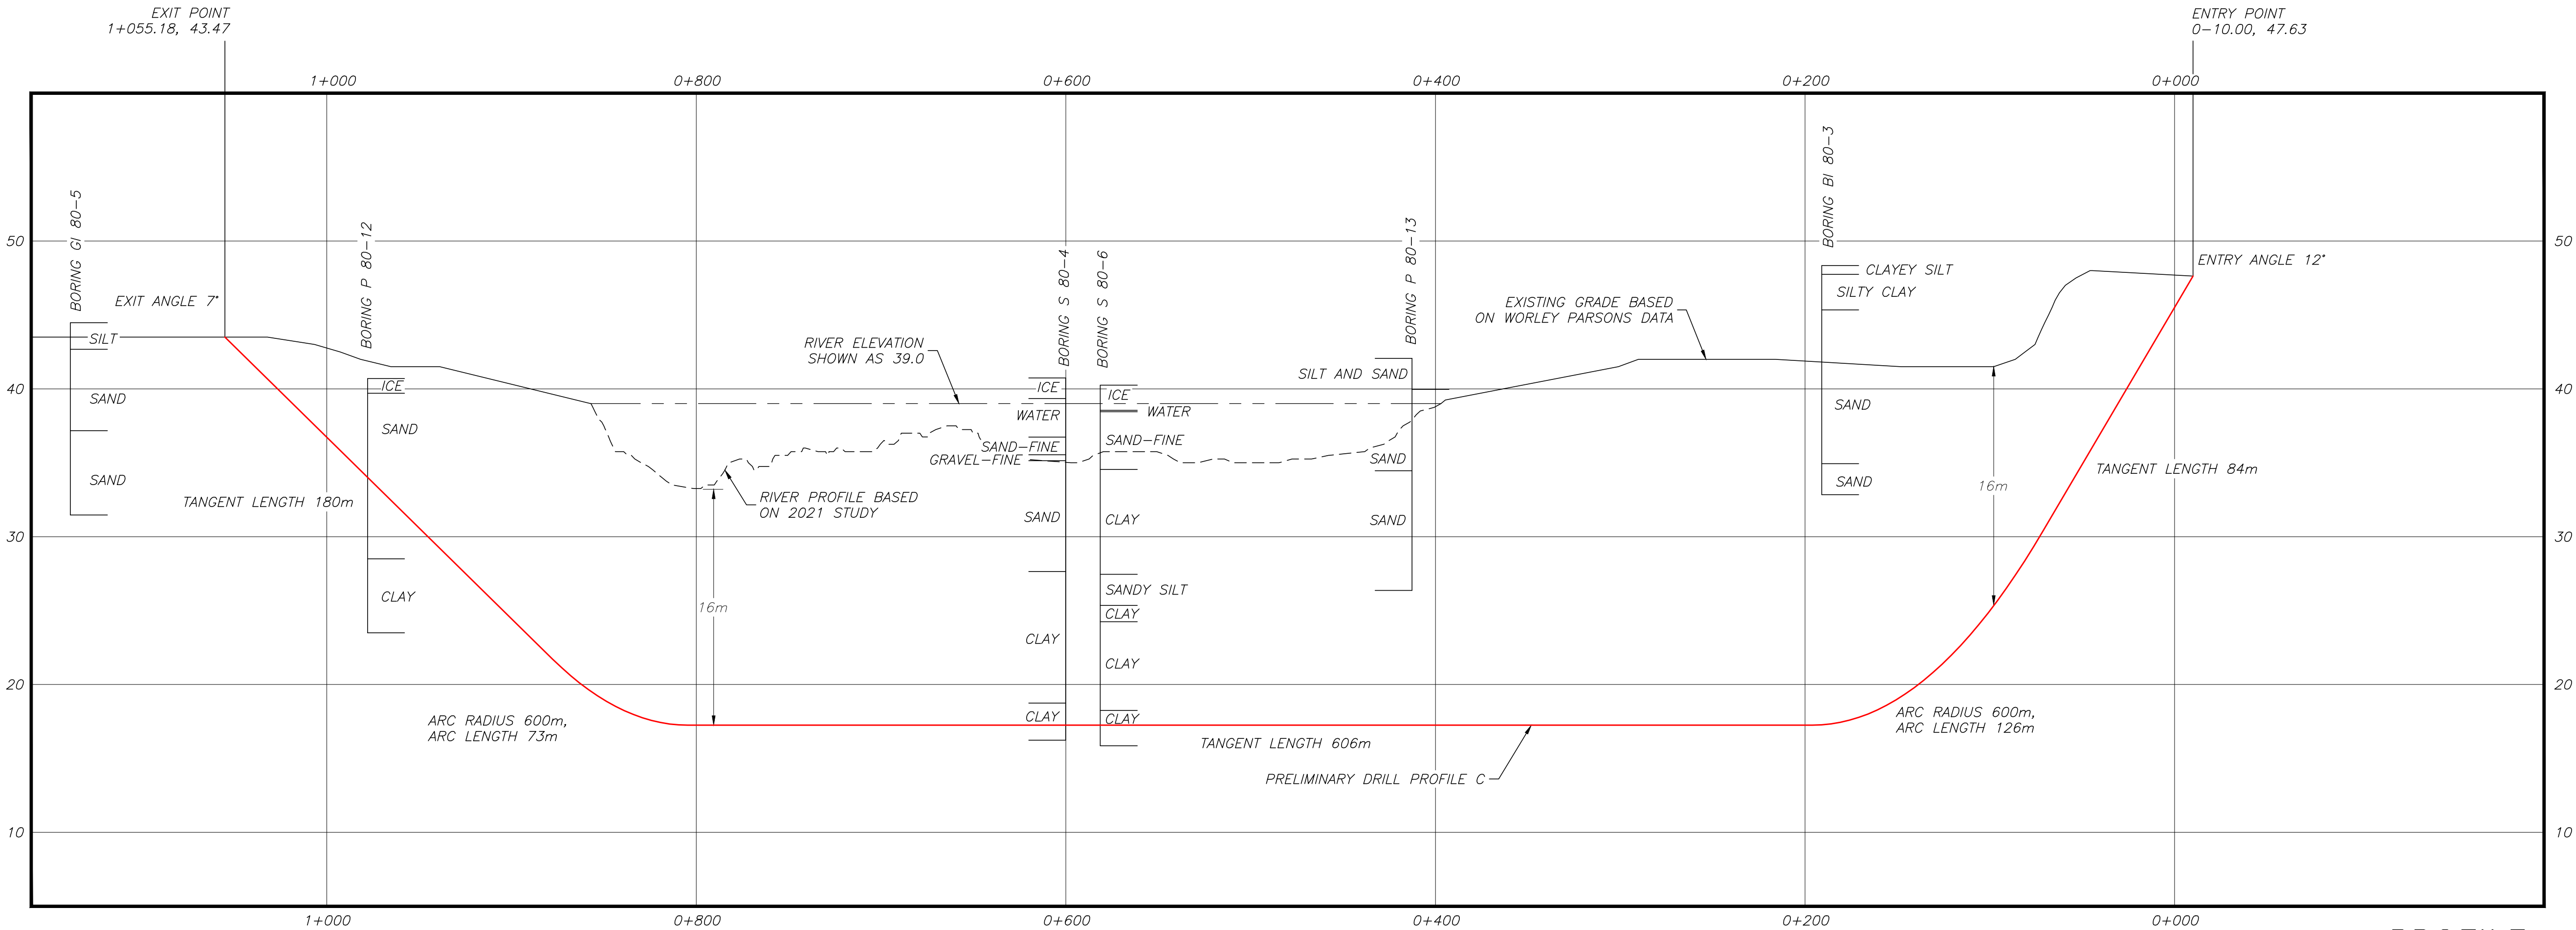 EXIT POINT
1+055.18, 43.47
ENTRY POINT
0-10.00, 47.63
1+000
0+800
0+600
0+400
0+200
0+000
BORING GI 80-5
BORING P 80-12
BORING S 80-4
BORING S 80-6
BORING P 80-13
BORING BI 80-3
50
50
EXIT ANGLE 7°
ENTRY ANGLE 12°
CLAYEY SILT
SILTY CLAY
SILT
EXISTING GRADE BASED
ON WORLEY PARSONS DATA
RIVER ELEVATION
SHOWN AS 39.0
SILT AND SAND
40
40
ICE
ICE
ICE
SAND
SAND
WATER
WATER
SAND
SAND
SAND-FINE
SAND-FINE
GRAVEL-FINE
SAND
SAND
SAND
TANGENT LENGTH 180m
RIVER PROFILE BASED
ON 2021 STUDY
16m
TANGENT LENGTH 84m
SAND
CLAY
SAND
30
30
CLAY
SANDY SILT
16m
CLAY
CLAY
CLAY
20
20
CLAY
CLAY
ARC RADIUS 600m,
ARC LENGTH 73m
ARC RADIUS 600m,
ARC LENGTH 126m
TANGENT LENGTH 606m
PRELIMINARY DRILL PROFILE C
10
10
1+000
0+800
0+600
0+400
0+200
0+000